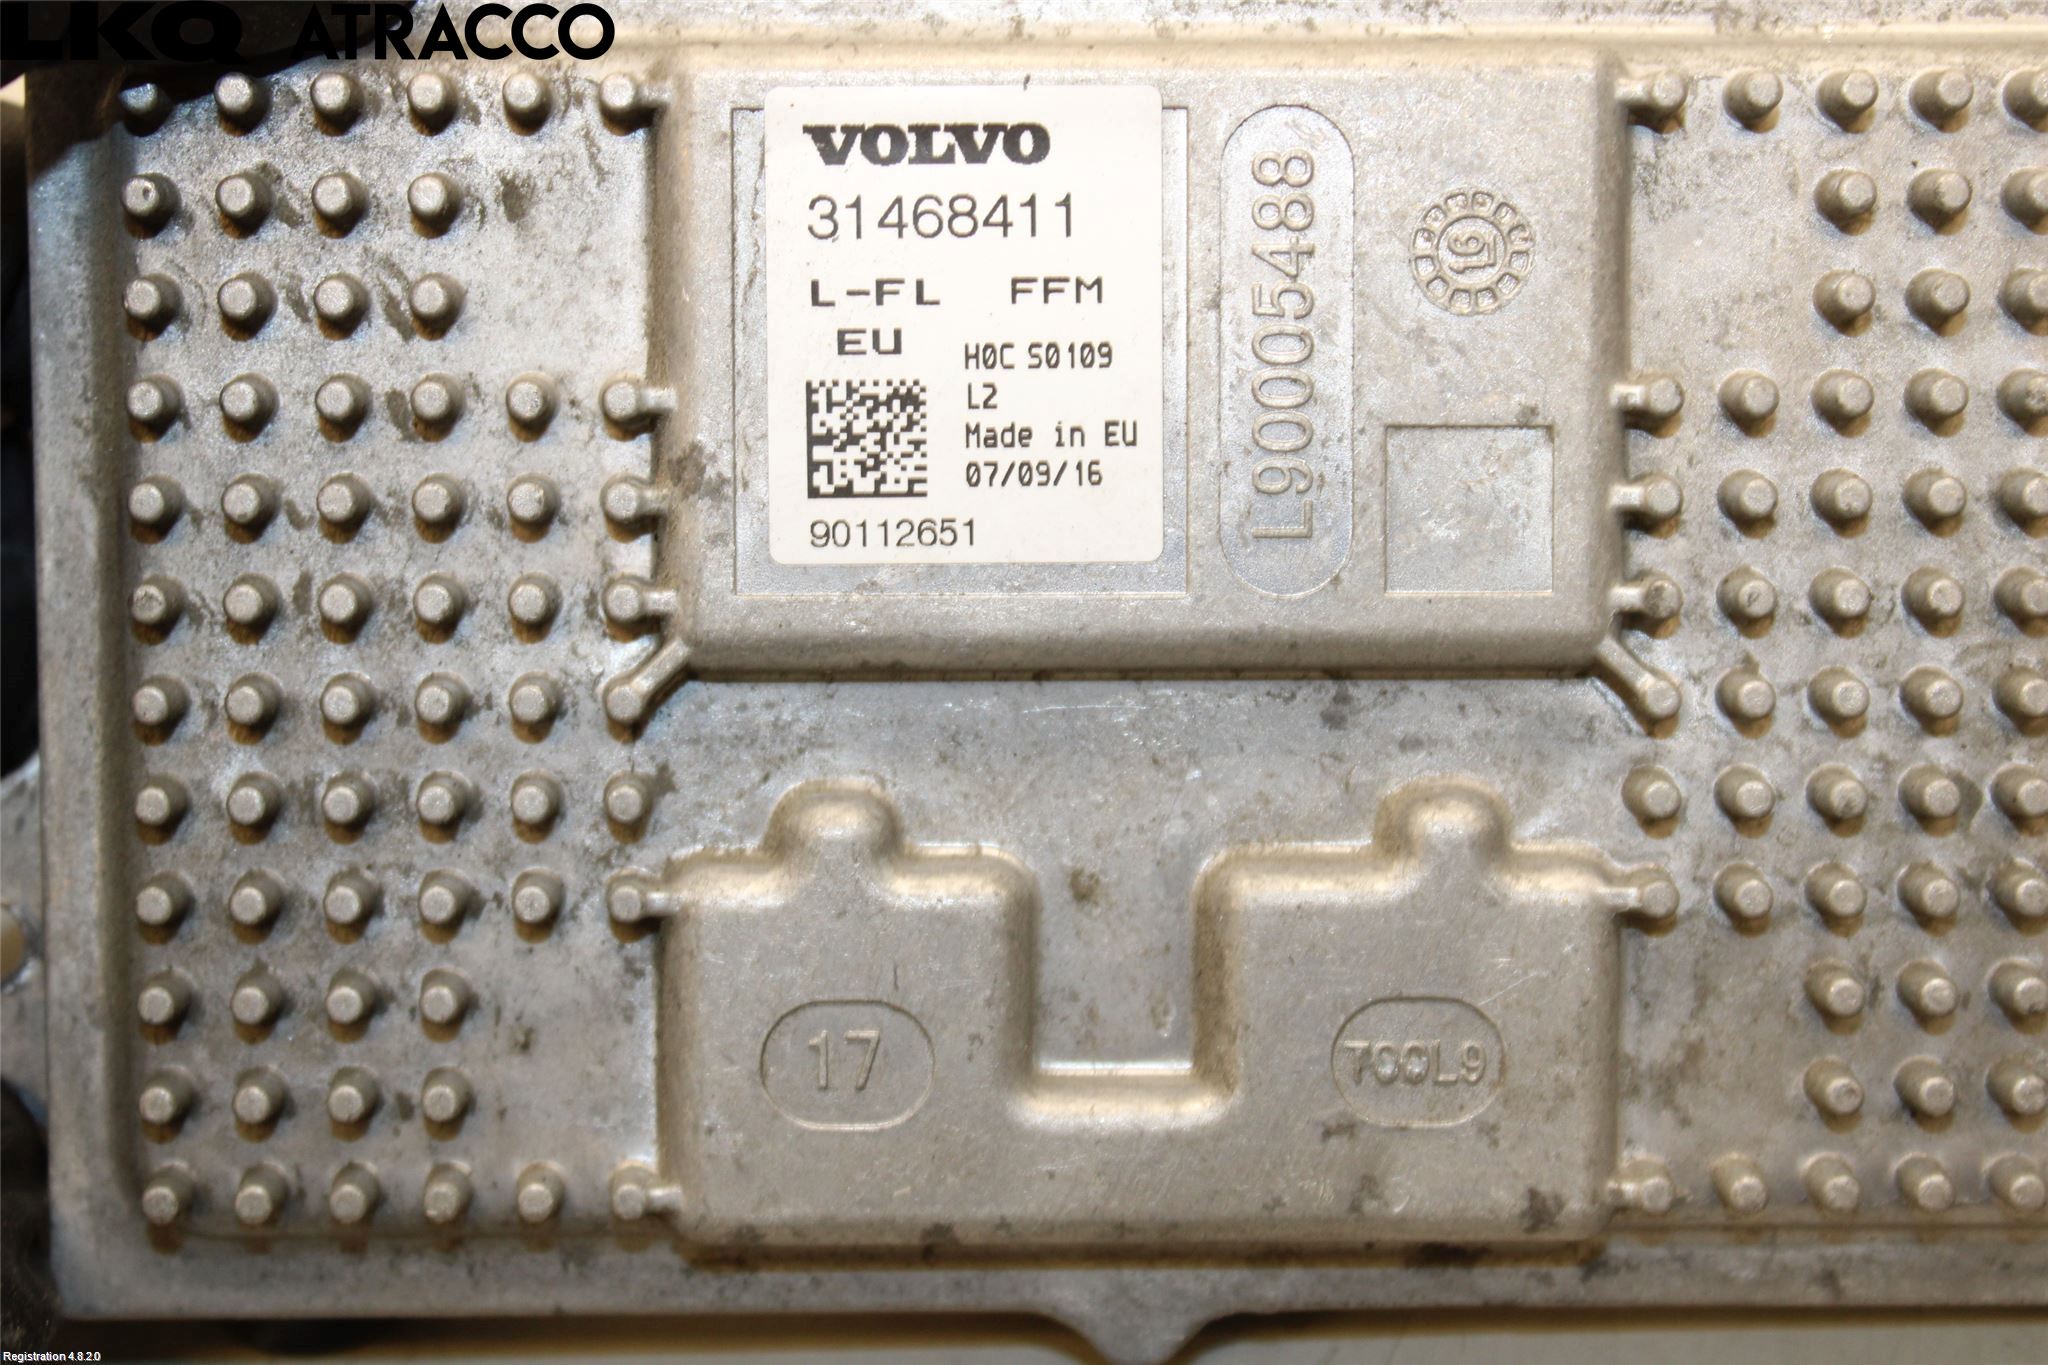 LKQ ATRACCO
VOLVO
31468411
L-FL FFM
EU
H0C S0109
L2
Made in EU
07/09/16
90112651
L90005488
16
17
TOOL9
Registration 4.8.2.0